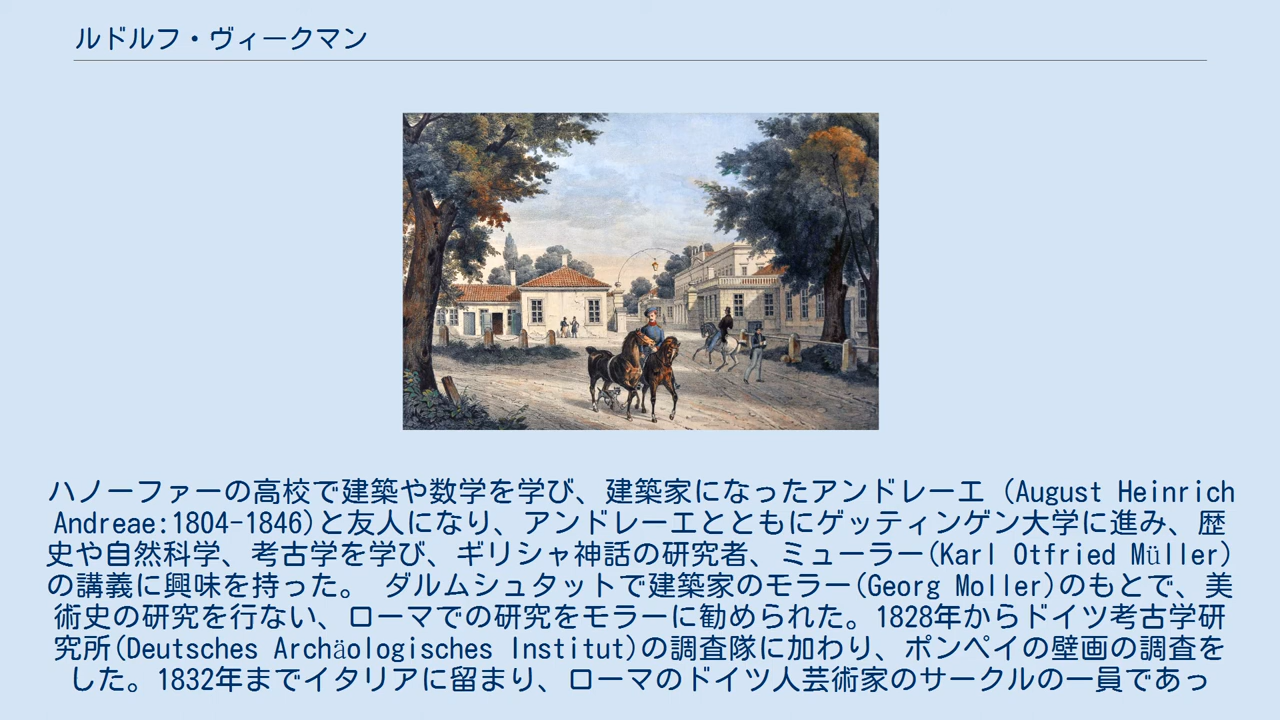 ルドルフ・ヴィークマン
ハノーファーの高校で建築や数学を学び、建築家になったアンドレーエ (August Heinrich
Andreae:1804-1846)と友人になり、アンドレーエとともにゲッティンゲン大学に進み、歴
史や自然科学、考古学を学び、ギリシャ神話の研究者、ミューラー(Karl Otfried Müller)
の講義に興味を持った。 ダルムシュタットで建築家のモラー(Georg Moller)のもとで、美
術史の研究を行ない、ローマでの研究をモラーに勧められた。1828年からドイツ考古学研
究所(Deutsches Archäologisches Institut)の調査隊に加わり、ポンペイの壁画の調査を
した。1832年までイタリアに留まり、ローマのドイツ人芸術家のサークルの一員であっ